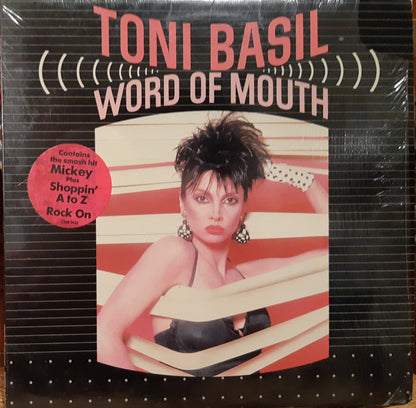 TONI BASIL
WORD OF MOUTH
Contains
the smash hit
Mickey
Plus
Shoppin'
A to Z
Rock On